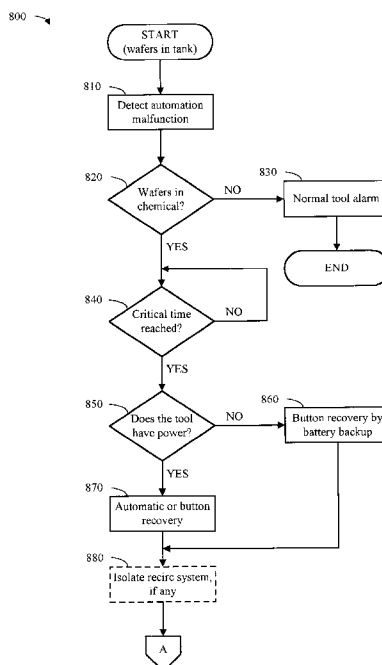 800
START
(wafers in tank)
810
Detect automation
malfunction
820
Wafers in
chemical?
NO
830
Normal tool alarm
YES
END
840
Critical time
reached?
NO
YES
850
Does the tool
have power?
NO
860
Button recovery by
battery backup
YES
870
Automatic or button
recovery
880
Isolate recirc system,
if any
A